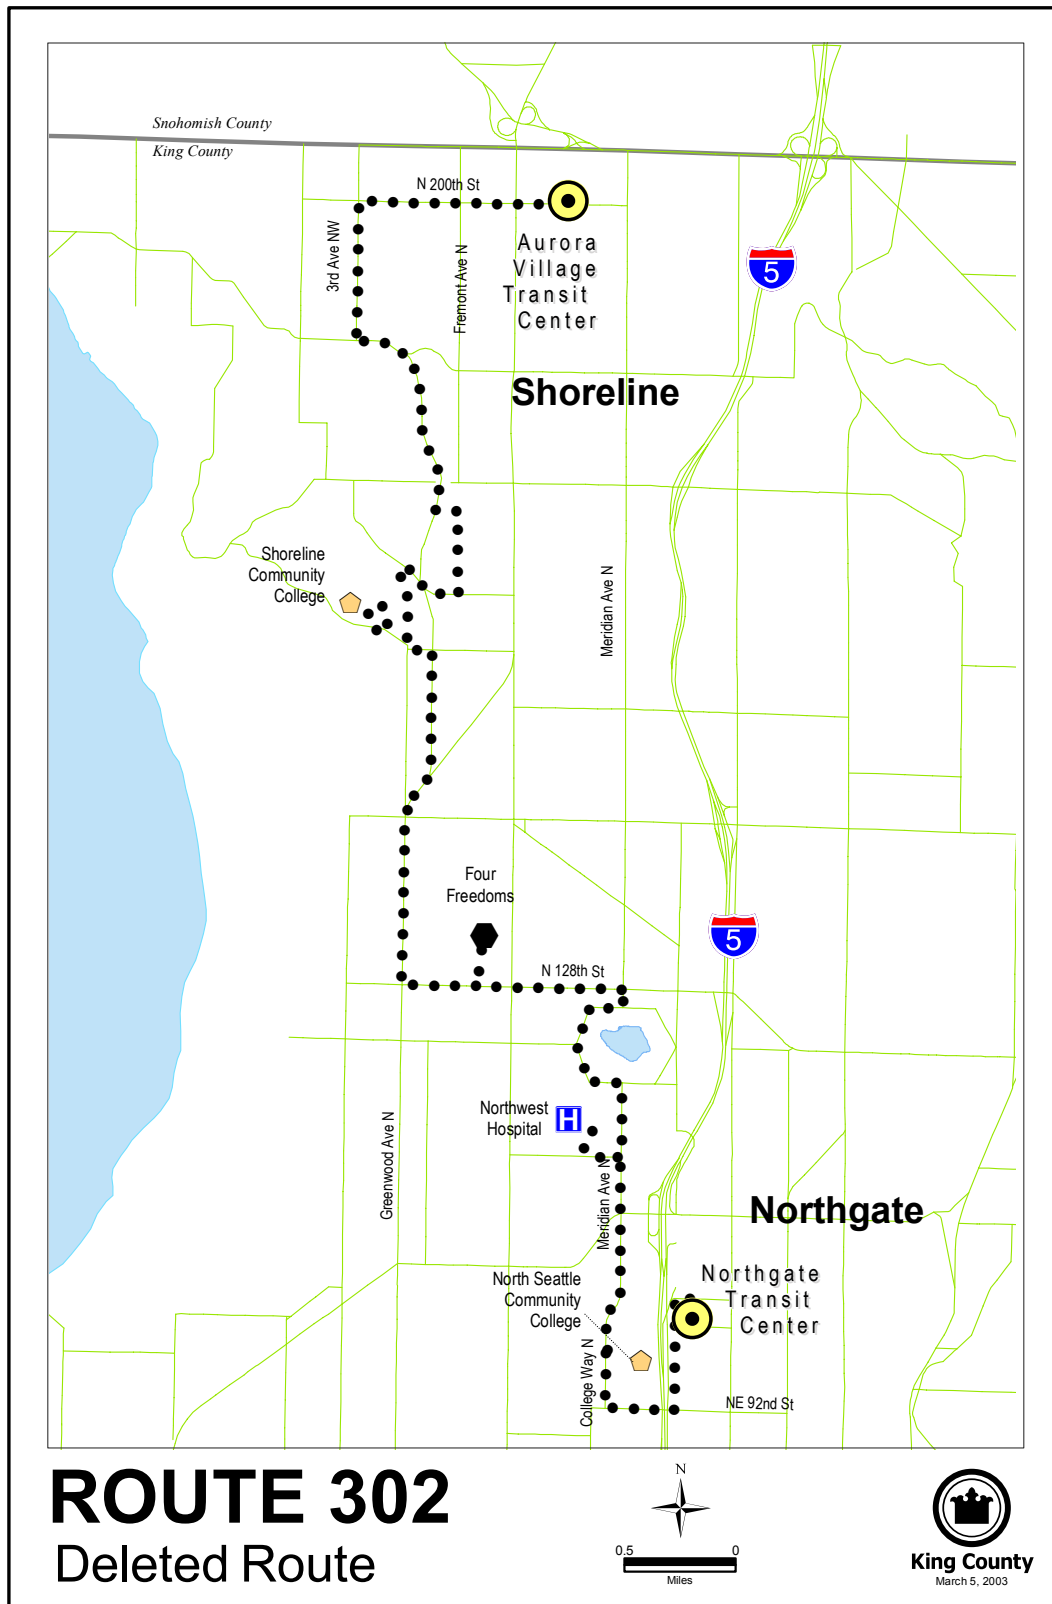 Snohomish County
King County
N 200th St
3rd Ave NW
Fremont Ave N
Aurora
Village
Transit
Center
5
Shoreline
Shoreline
Community
College
Meridian Ave N
Four
Freedoms
5
N 128th St
Northwest
Hospital
H
Greenwood Ave N
Meridian Ave N
Northgate
North Seattle
Community
College
Northgate
Transit
Center
College Way N
NE 92nd St
ROUTE 302
Deleted Route
N
0.5 0
Miles
King County
March 5, 2003